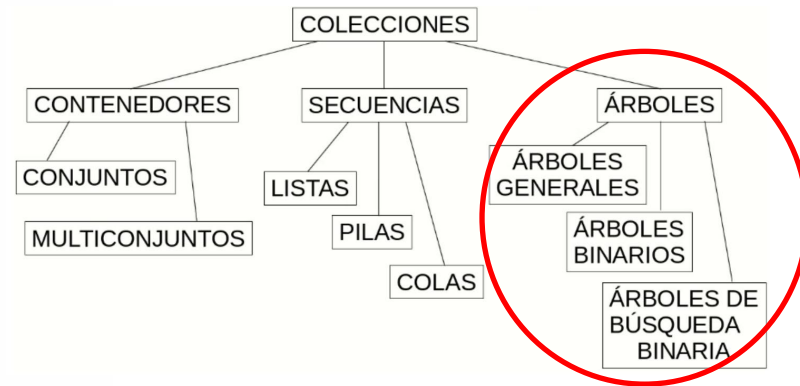 COLECCIONES
CONTENEDORES
SECUENCIAS
ÁRBOLES
CONJUNTOS
MULTICONJUNTOS
LISTAS
PILAS
COLAS
ÁRBOLES
GENERALES
ÁRBOLES
BINARIOS
ÁRBOLES DE
BÚSQUEDA
BINARIA